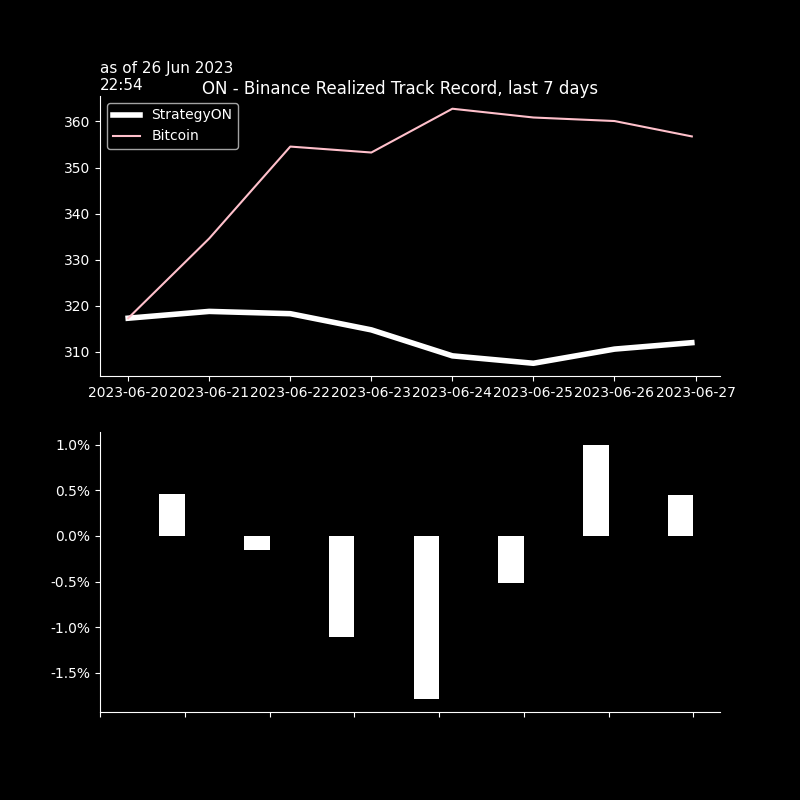 as of 26 Jun 2023
22:54
ON - Binance Realized Track Record, last 7 days
StrategyON
Bitcoin
360
350
340
330
320
310
2023-06-20 2023-06-21 2023-06-22 2023-06-23 2023-06-24 2023-06-25 2023-06-26 2023-06-27
1.0%
0.5%
0.0%
-0.5%
-1.0%
-1.5%